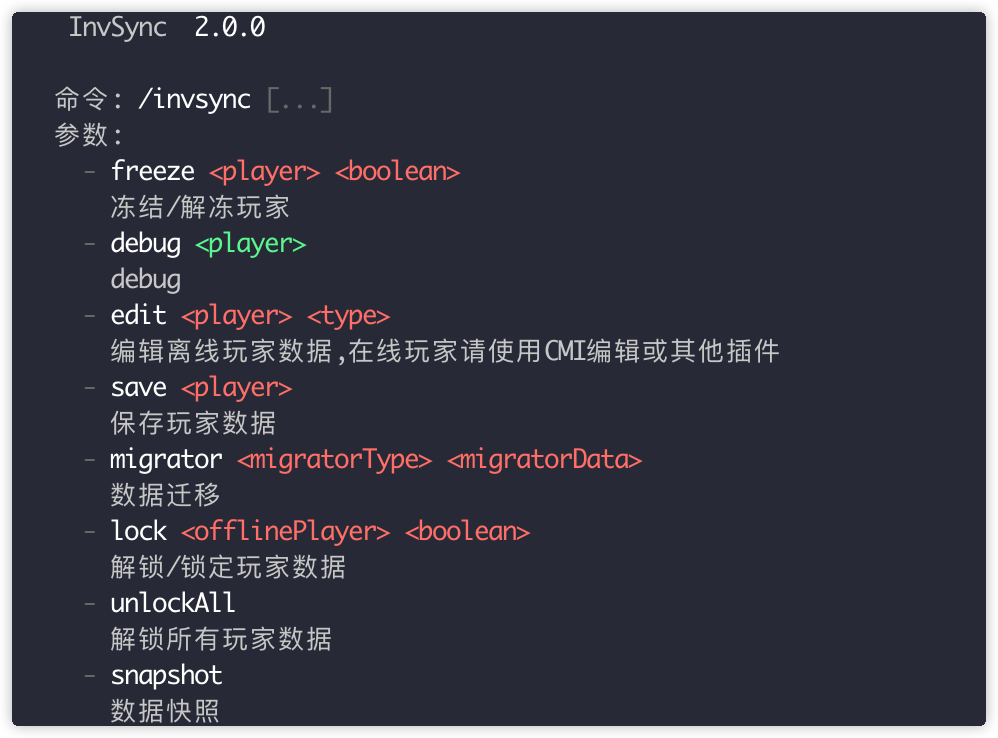 InvSync 2.0.0
命令: /invsync [...]
参数:
- freeze <player> <boolean>
冻结/解冻玩家
- debug <player>
debug
- edit <player> <type>
编辑离线玩家数据,在线玩家请使用CMI编辑或其他插件
- save <player>
保存玩家数据
- migrator <migratorType> <migratorData>
数据迁移
- lock <offlinePlayer> <boolean>
解锁/锁定玩家数据
- unlockAll
解锁所有玩家数据
- snapshot
数据快照